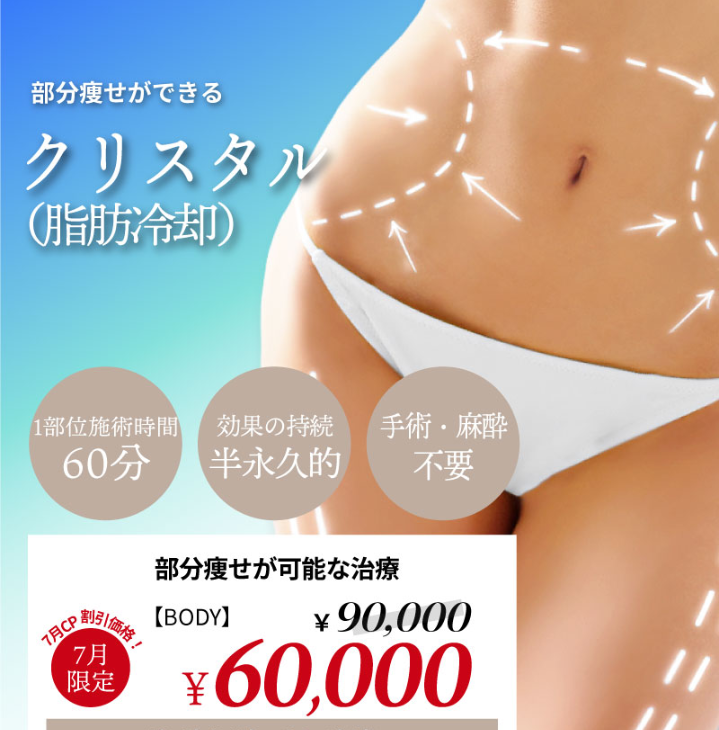 部分痩せができる
クリスタル
(脂肪冷却)
1部位施術時間
60分
効果の持続
半永久的
手術・麻酔
不要
部分痩せが可能な治療
7月CP 割引価格!
7月
限定
【BODY】
¥90,000
¥60,000